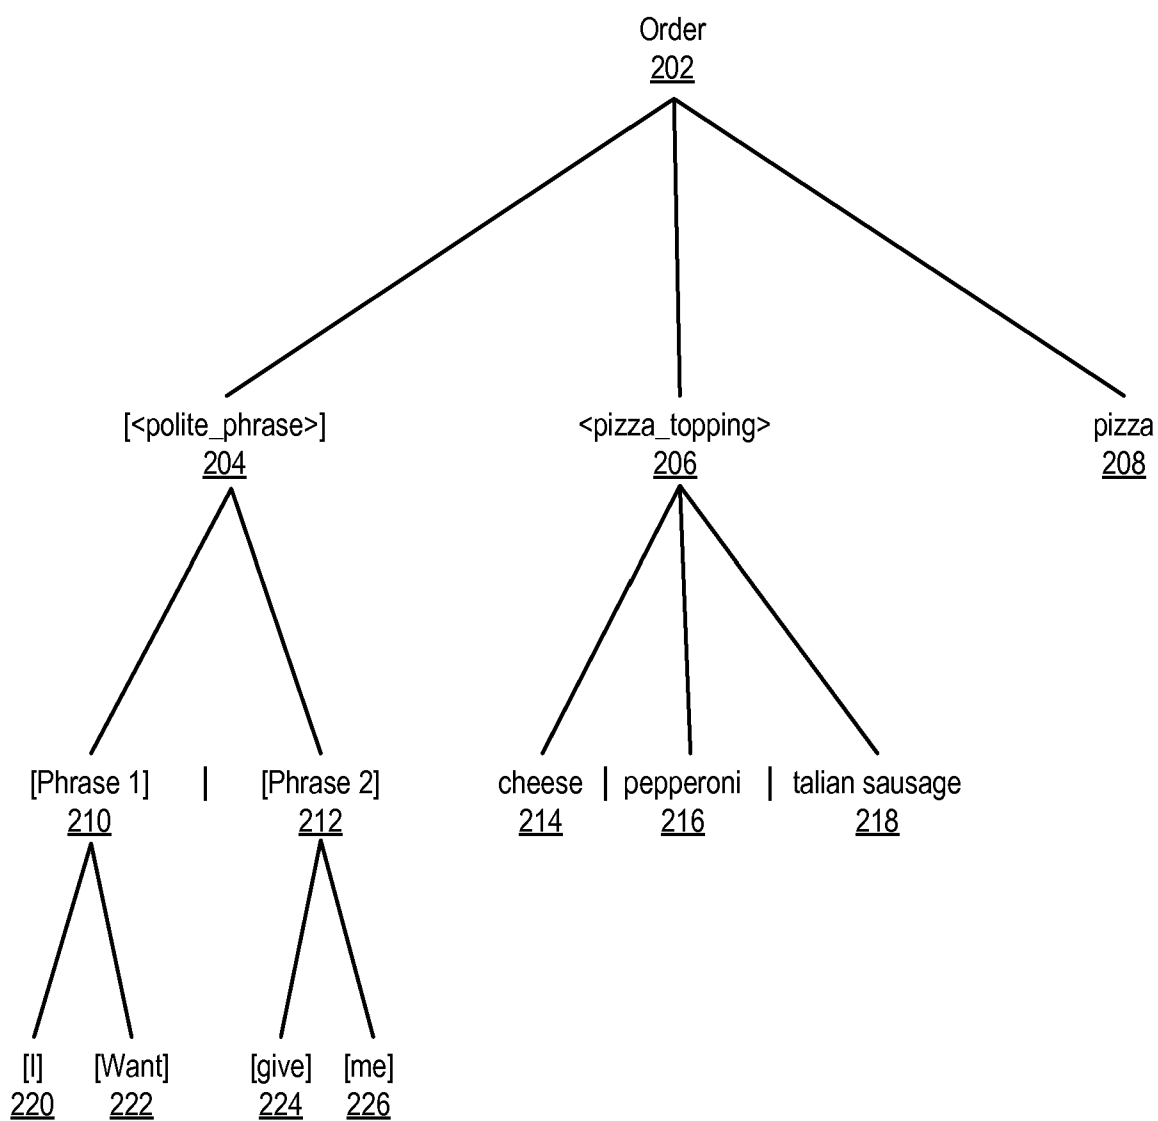 Order
202
[<polite_phrase>] <pizza_topping> pizza
204 206 208
[Phrase 1] | [Phrase 2] cheese | pepperoni | talian sausage
210 212 214 216 218
[I] [Want] [give] [me]
220 222 224 226